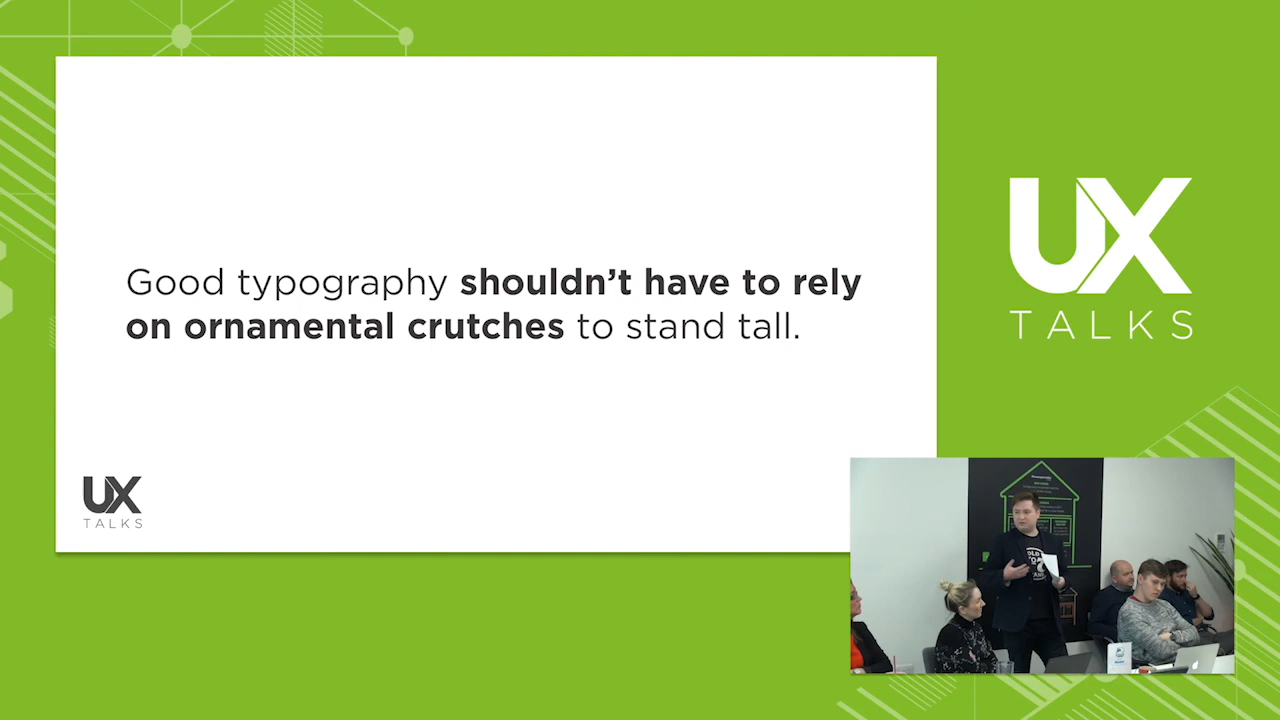 Good typography shouldn’t have to rely
on ornamental crutches to stand tall.
UX
TALKS
UX
TALKS